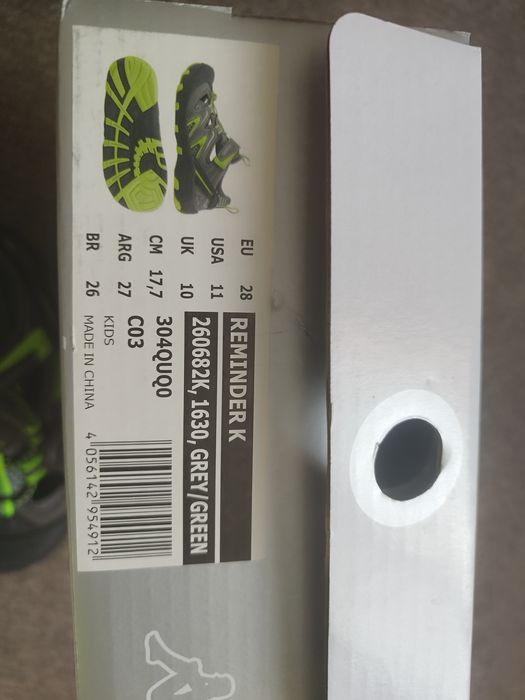 EU 28
USA 11
UK 10
CM 17,7
ARG 27
BR 26
REMINDER K
260682K, 1630, GREY/GREEN
304QUQ0
C03
KIDS
MADE IN CHINA
4 056142 954912